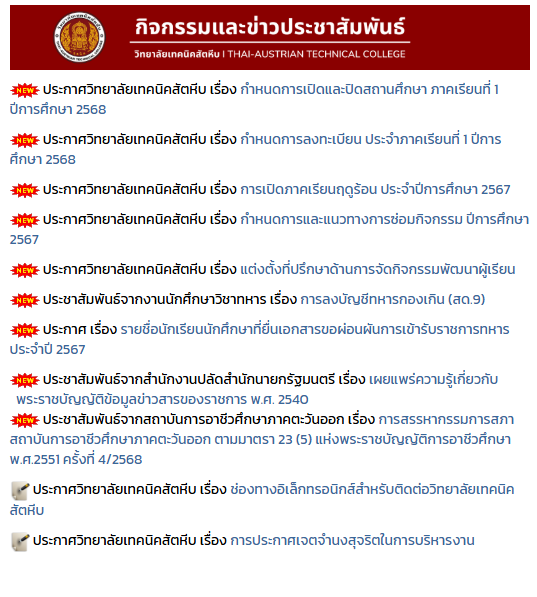 กิจกรรมและข่าวประชาสัมพันธ์
วิทยาลัยเทคนิคสัตหีบ I THAI-AUSTRIAN TECHNICAL COLLEGE
NEW ประกาศวิทยาลัยเทคนิคสัตหีบ เรื่อง กำหนดการเปิดและปิดสถานศึกษา ภาคเรียนที่ 1
ปีการศึกษา 2568
NEW ประกาศวิทยาลัยเทคนิคสัตหีบ เรื่อง กำหนดการลงทะเบียน ประจำภาคเรียนที่ 1 ปีการ
ศึกษา 2568
NEW ประกาศวิทยาลัยเทคนิคสัตหีบ เรื่อง การเปิดภาคเรียนฤดูร้อน ประจำปีการศึกษา 2567
NEW ประกาศวิทยาลัยเทคนิคสัตหีบ เรื่อง กำหนดการและแนวทางการซ่อมกิจกรรม ปีการศึกษา
2567
NEW ประกาศวิทยาลัยเทคนิคสัตหีบ เรื่อง แต่งตั้งที่ปรึกษาด้านการจัดกิจกรรมพัฒนาผู้เรียน
NEW ประชาสัมพันธ์จากงานนักศึกษาวิชาทหาร เรื่อง การลงบัญชีทหารกองเกิน (สด.9)
NEW ประกาศ เรื่อง รายชื่อนักเรียนนักศึกษาที่ยื่นเอกสารขอผ่อนผันการเข้ารับราชการทหาร
ประจำปี 2567
NEW ประชาสัมพันธ์จากสำนักงานปลัดสำนักนายกรัฐมนตรี เรื่อง เผยแพร่ความรู้เกี่ยวกับ
พระราชบัญญัติข้อมูลข่าวสารของราชการ พ.ศ. 2540
NEW ประชาสัมพันธ์จากสถาบันการอาชีวศึกษาภาคตะวันออก เรื่อง การสรรหากรรมการสภา
สถาบันการอาชีวศึกษาภาคตะวันออก ตามมาตรา 23 (5) แห่งพระราชบัญญัติการอาชีวศึกษา
พ.ศ.2551 ครั้งที่ 4/2568
ประกาศวิทยาลัยเทคนิคสัตหีบ เรื่อง ช่องทางอิเล็กทรอนิกส์สำหรับติดต่อวิทยาลัยเทคนิค
สัตหีบ
ประกาศวิทยาลัยเทคนิคสัตหีบ เรื่อง การประกาศเจตจำนงสุจริตในการบริหารงาน